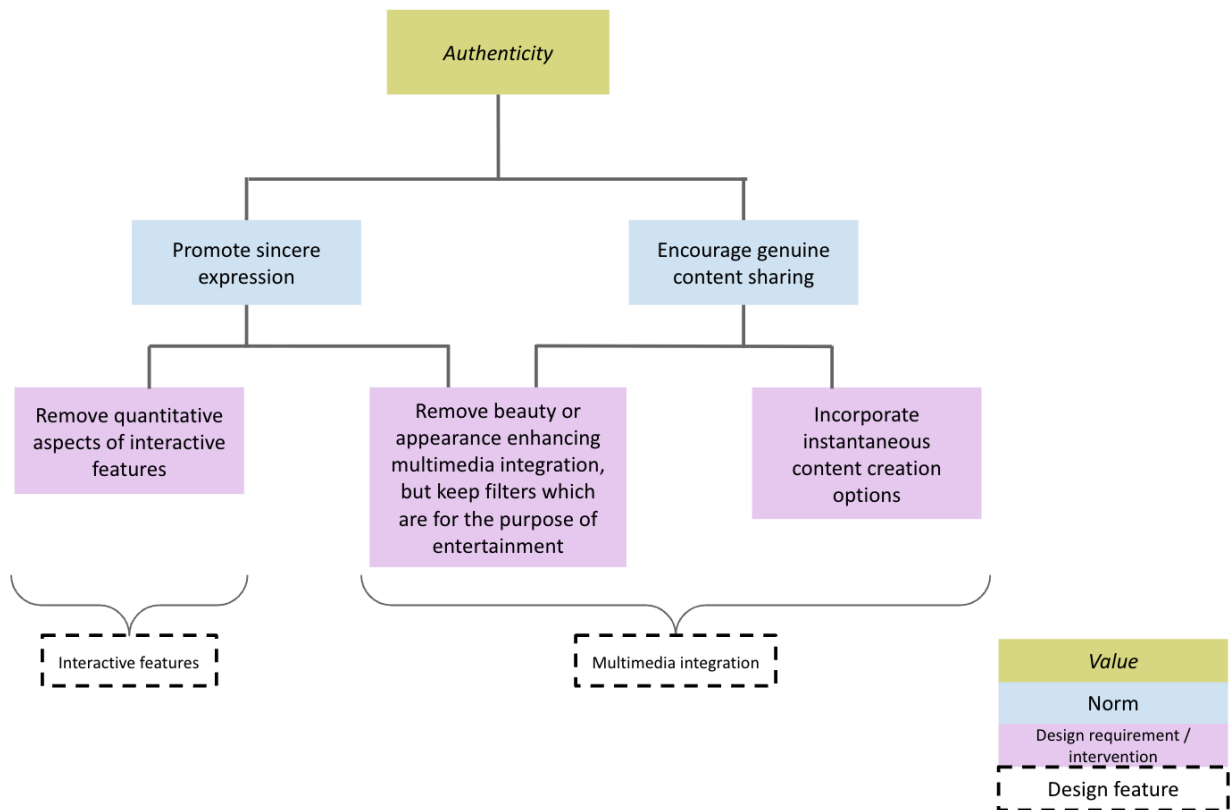 Authenticity
Promote sincere
expression
Encourage genuine
content sharing
Remove quantitative
aspects of interactive
features
Remove beauty or
appearance enhancing
multimedia integration,
but keep filters which
are for the purpose of
entertainment
Incorporate
instantaneous
content creation
options
Interactive features
Multimedia integration
Value
Norm
Design requirement /
intervention
Design feature